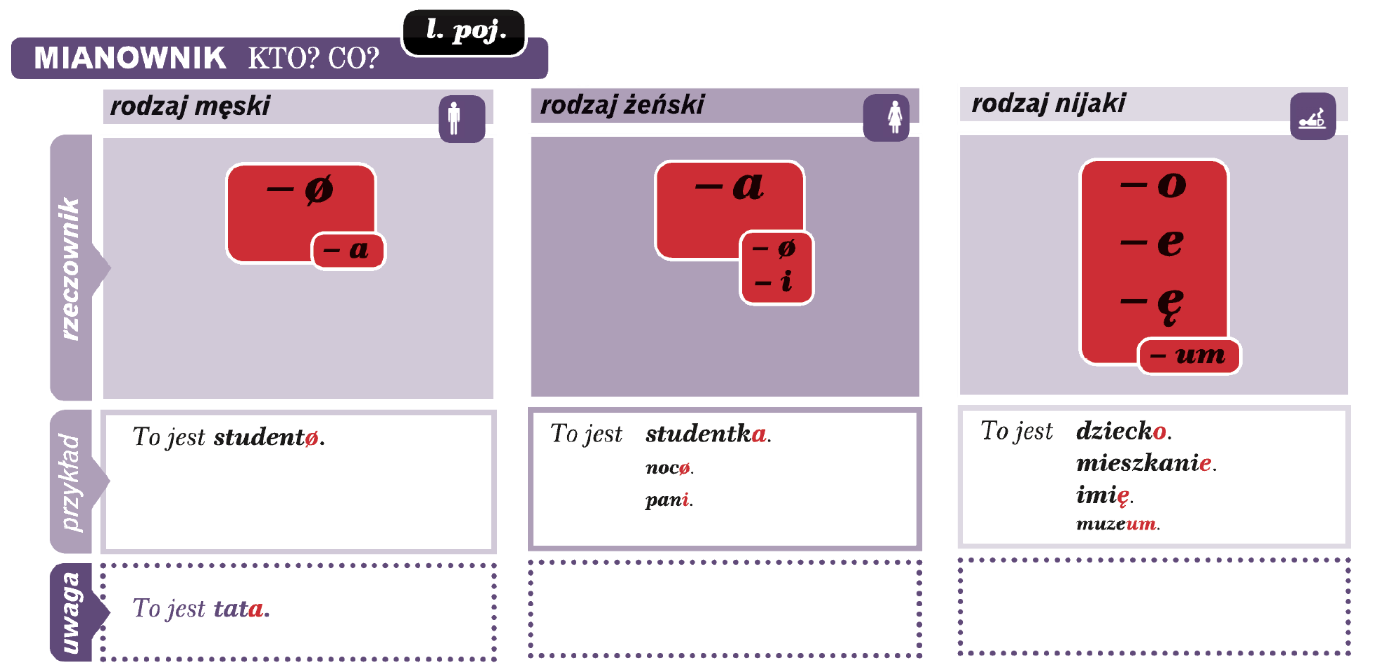 l. poj.
MIANOWNIK KTO? CO?
rodzaj męski
rodzaj żeński
rodzaj nijaki
rzeczownik
– ø
– a
– a
– ø
– i
– o
– e
– ę
– um
przykład
To jest studentø.
To jest studentka.
nocø.
pani.
To jest dziecko.
mieszkanie.
imię.
muzeum.
uwaga
To jest tata.